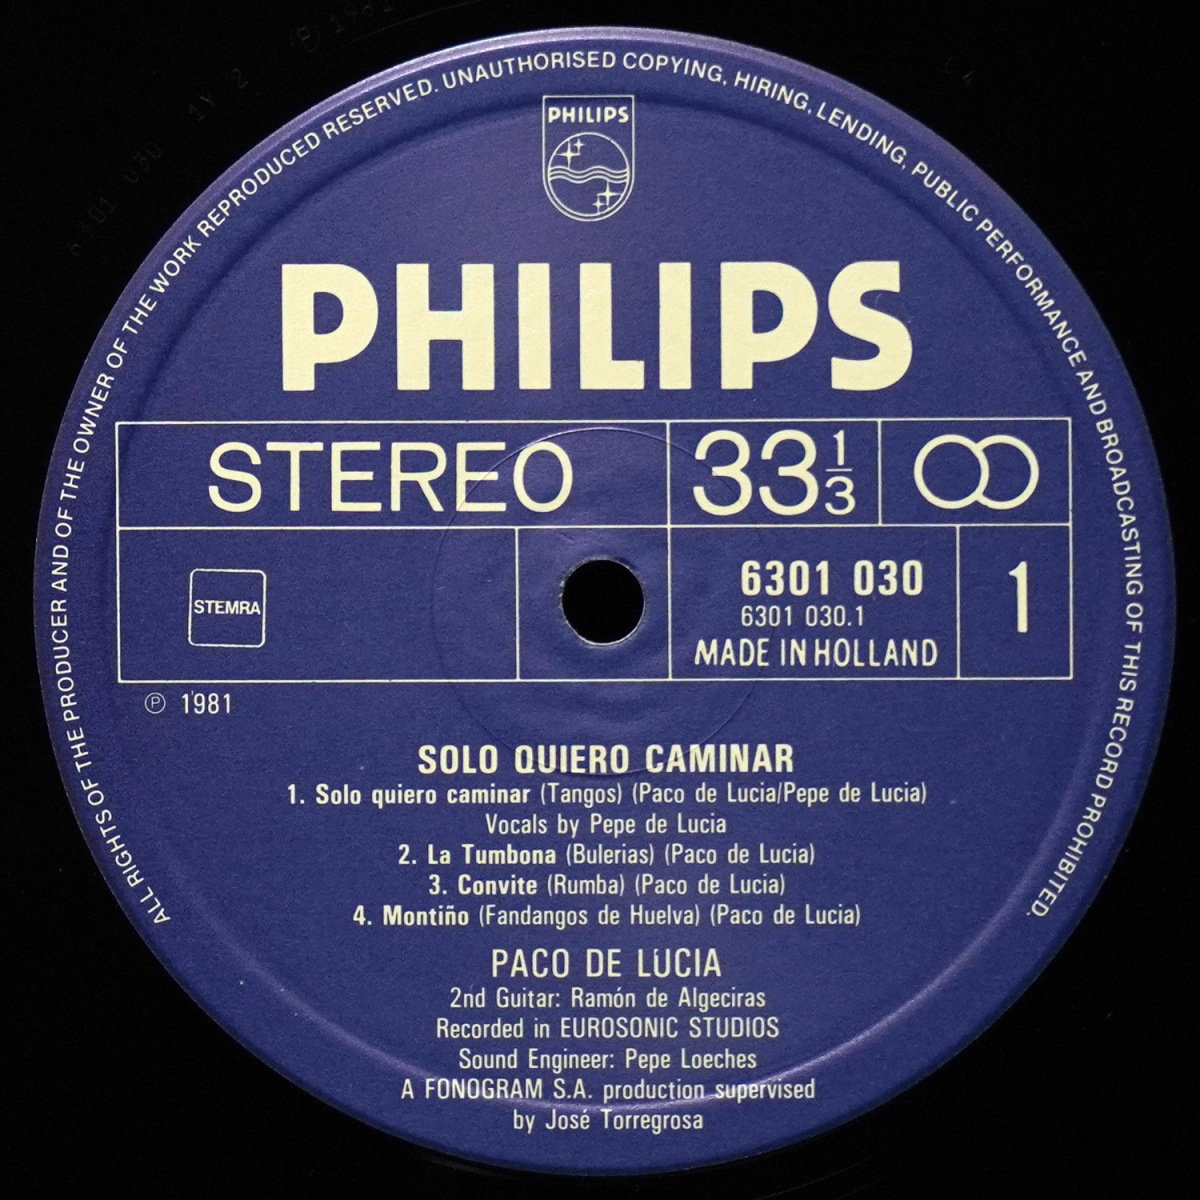 ALL RIGHTS OF THE PRODUCER AND OF THE OWNER OF THE WORK REPRODUCED RESERVED. UNAUTHORISED COPYING, HIRING, LENDING, PUBLIC PERFORMANCE AND BROADCASTING OF THIS RECORD PROHIBITED.
PHILIPS
PHILIPS
STEREO 33 1/3
STEMRA
6301 030
6301 030.1
MADE IN HOLLAND
1
℗ 1981
SOLO QUIERO CAMINAR
1. Solo quiero caminar (Tangos) (Paco de Lucia/Pepe de Lucia)
Vocals by Pepe de Lucia
2. La Tumbona (Bulerias) (Paco de Lucia)
3. Convite (Rumba) (Paco de Lucia)
4. Montiño (Fandangos de Huelva) (Paco de Lucia)
PACO DE LUCIA
2nd Guitar: Ramón de Algeciras
Recorded in EUROSONIC STUDIOS
Sound Engineer: Pepe Loeches
A FONOGRAM S.A. production supervised
by José Torregrosa